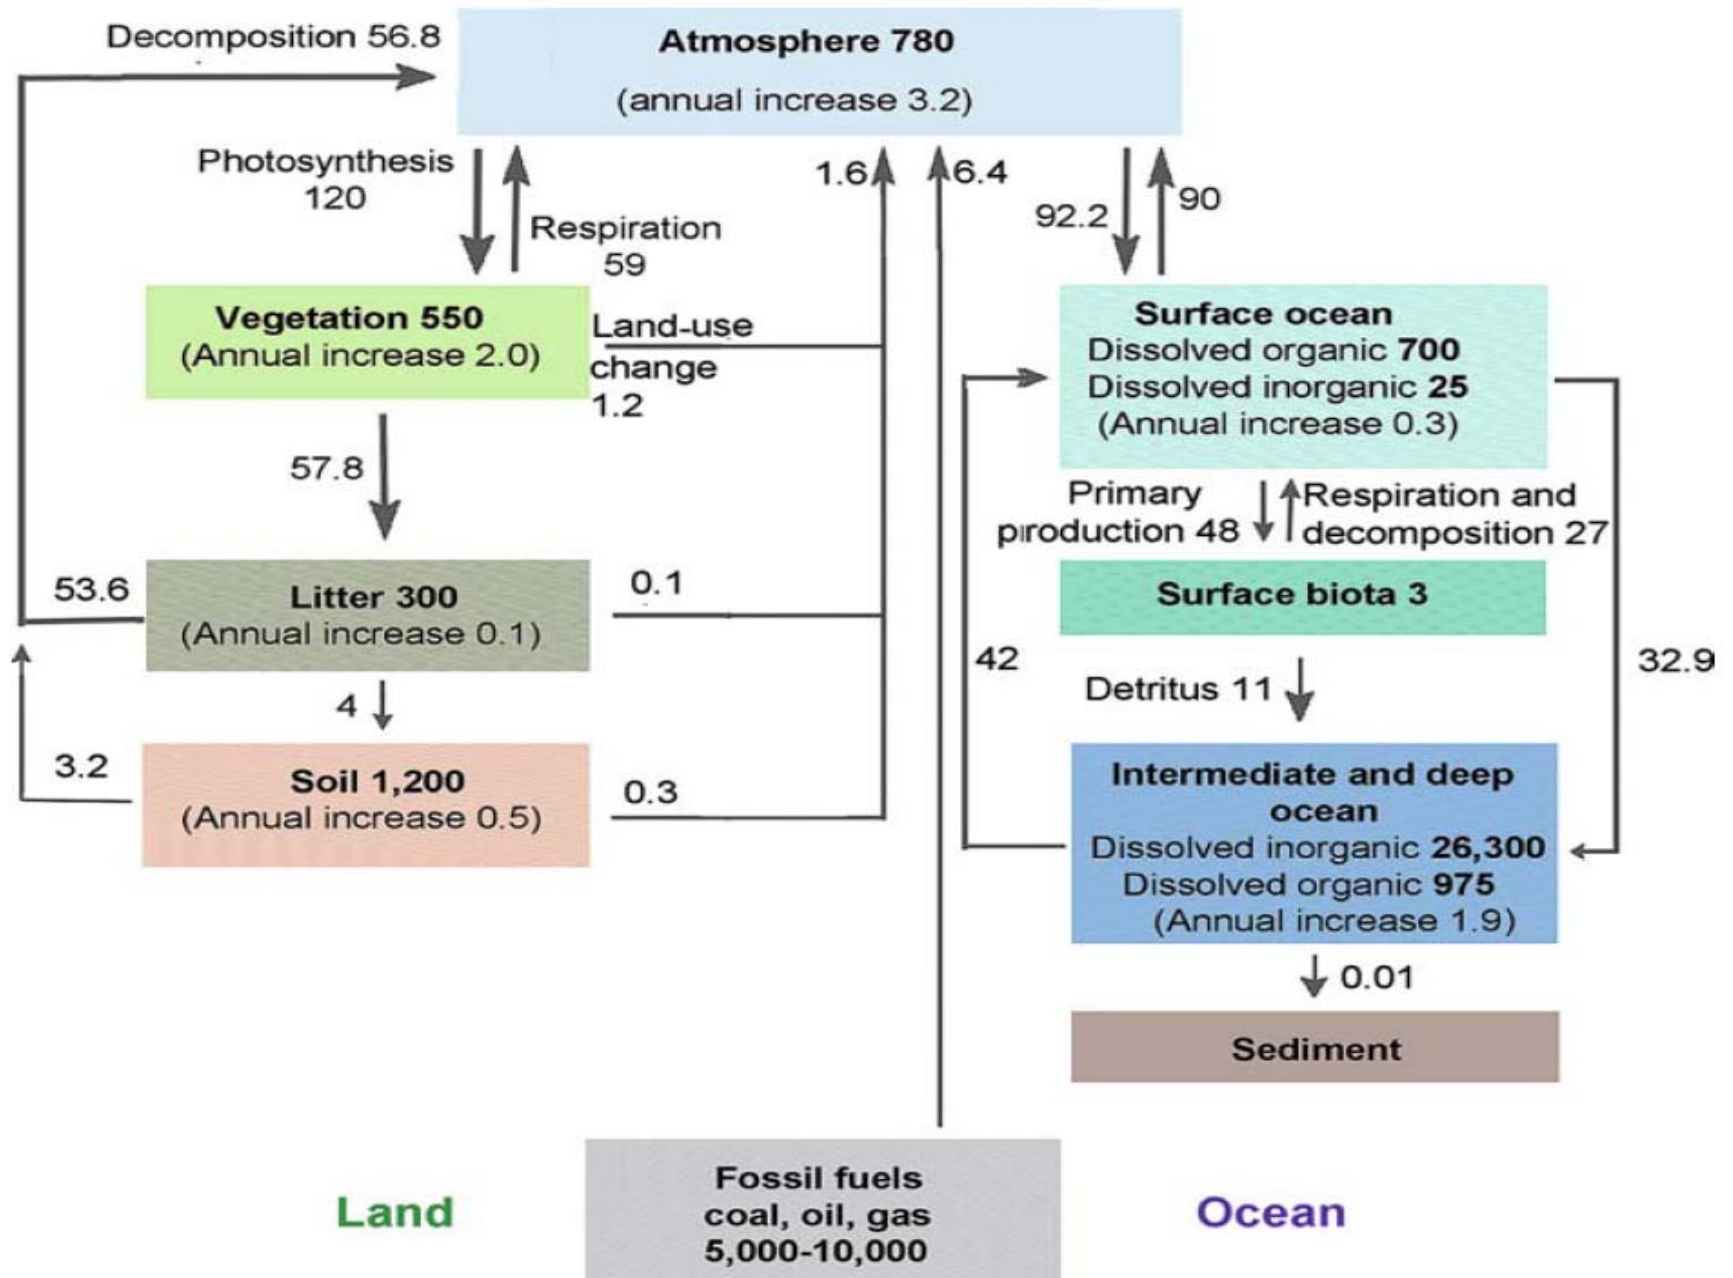 Decomposition 56.8
Atmosphere 780
(annual increase 3.2)
Photosynthesis
120
Respiration
59
1.6
6.4
92.2
90
Vegetation 550
(Annual increase 2.0)
Land-use
change
1.2
57.8
Litter 300
(Annual increase 0.1)
53.6
0.1
4
Soil 1,200
(Annual increase 0.5)
3.2
0.3
Surface ocean
Dissolved organic 700
Dissolved inorganic 25
(Annual increase 0.3)
Primary
production 48
Respiration and
decomposition 27
Surface biota 3
42
32.9
Detritus 11
Intermediate and deep
ocean
Dissolved inorganic 26,300
Dissolved organic 975
(Annual increase 1.9)
0.01
Sediment
Fossil fuels
coal, oil, gas
5,000-10,000
Land
Ocean